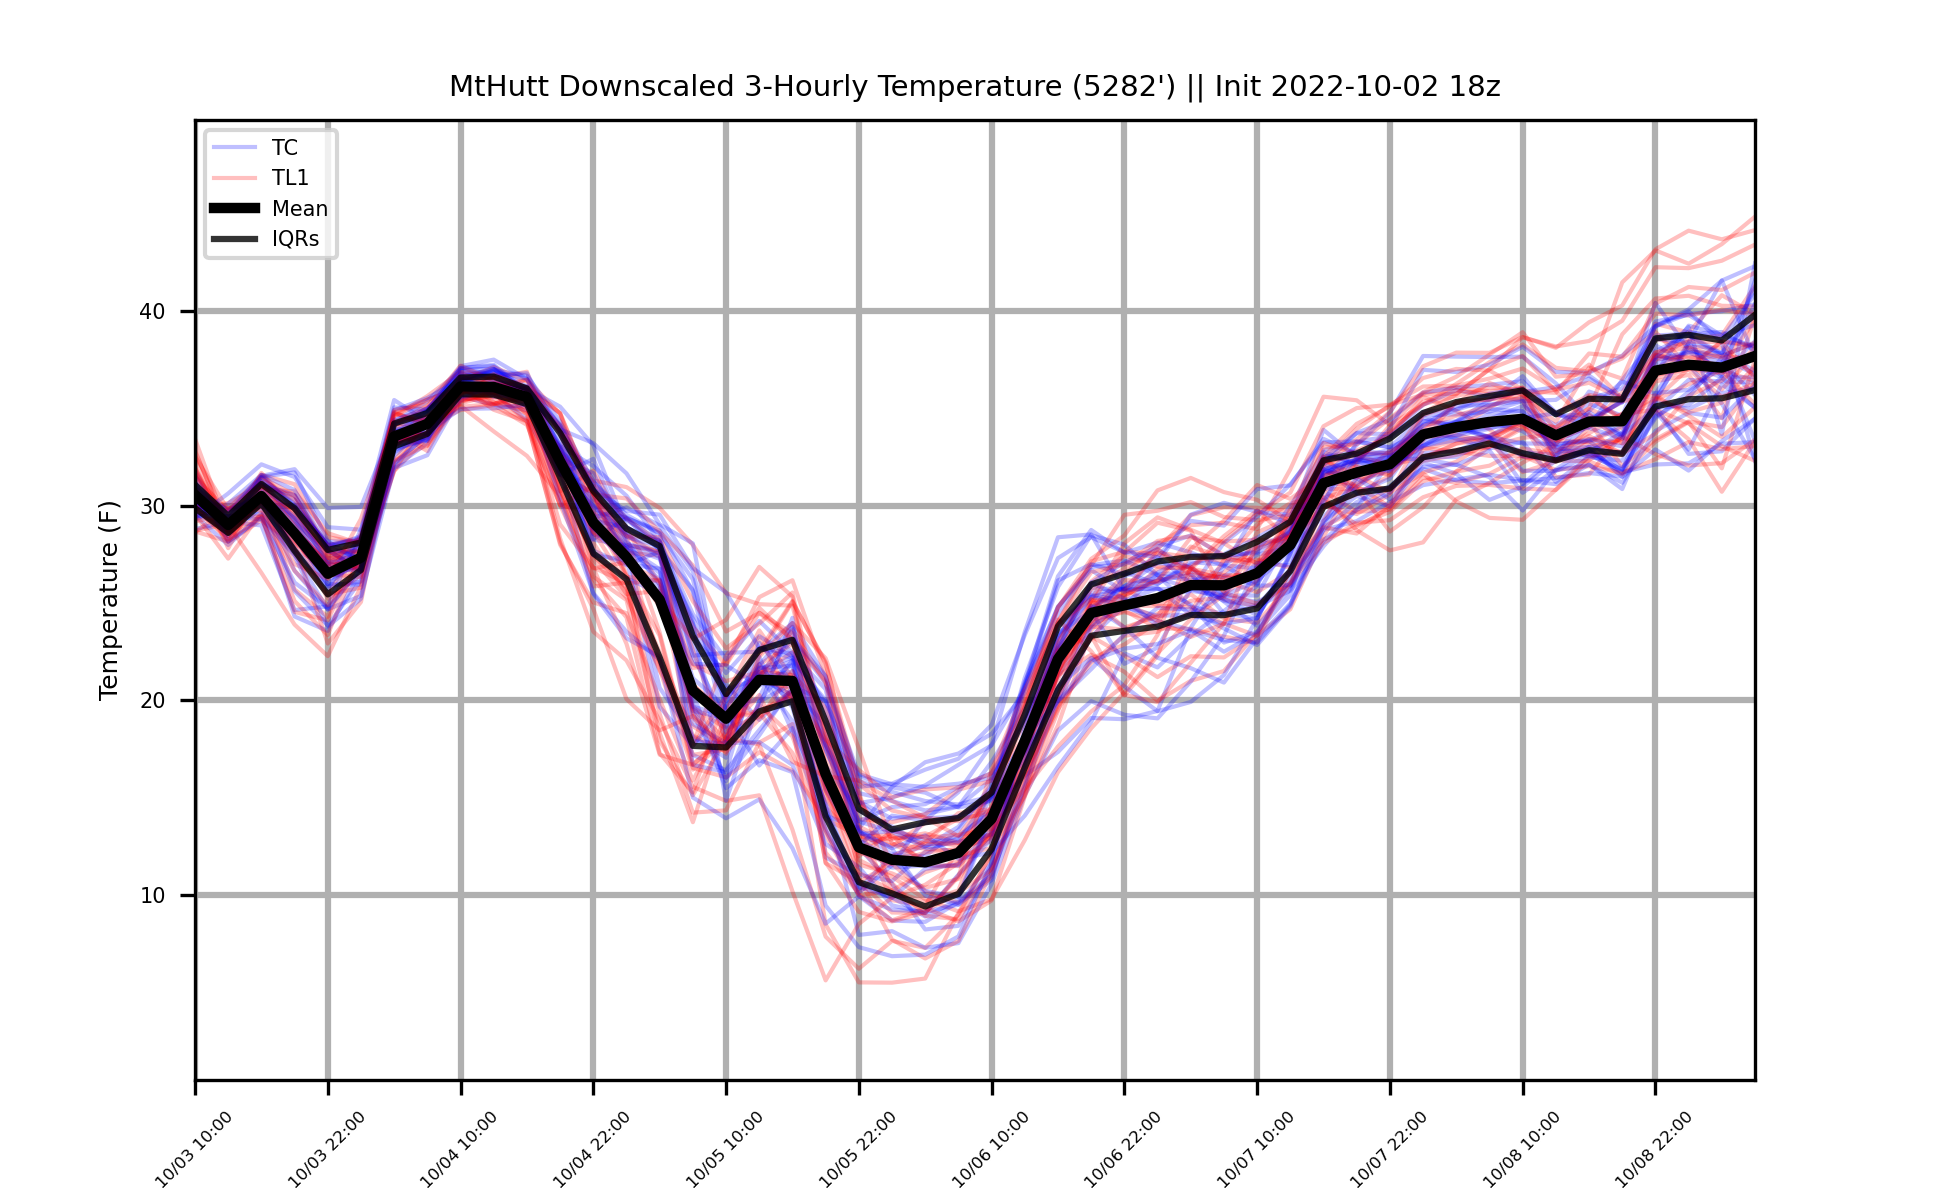 MtHutt Downscaled 3-Hourly Temperature (5282') || Init 2022-10-02 18z
TC
TL1
Mean
IQRs
Temperature (F)
40
30
20
10
10/03 10:00
10/03 22:00
10/04 10:00
10/04 22:00
10/05 10:00
10/05 22:00
10/06 10:00
10/06 22:00
10/07 10:00
10/07 22:00
10/08 10:00
10/08 22:00